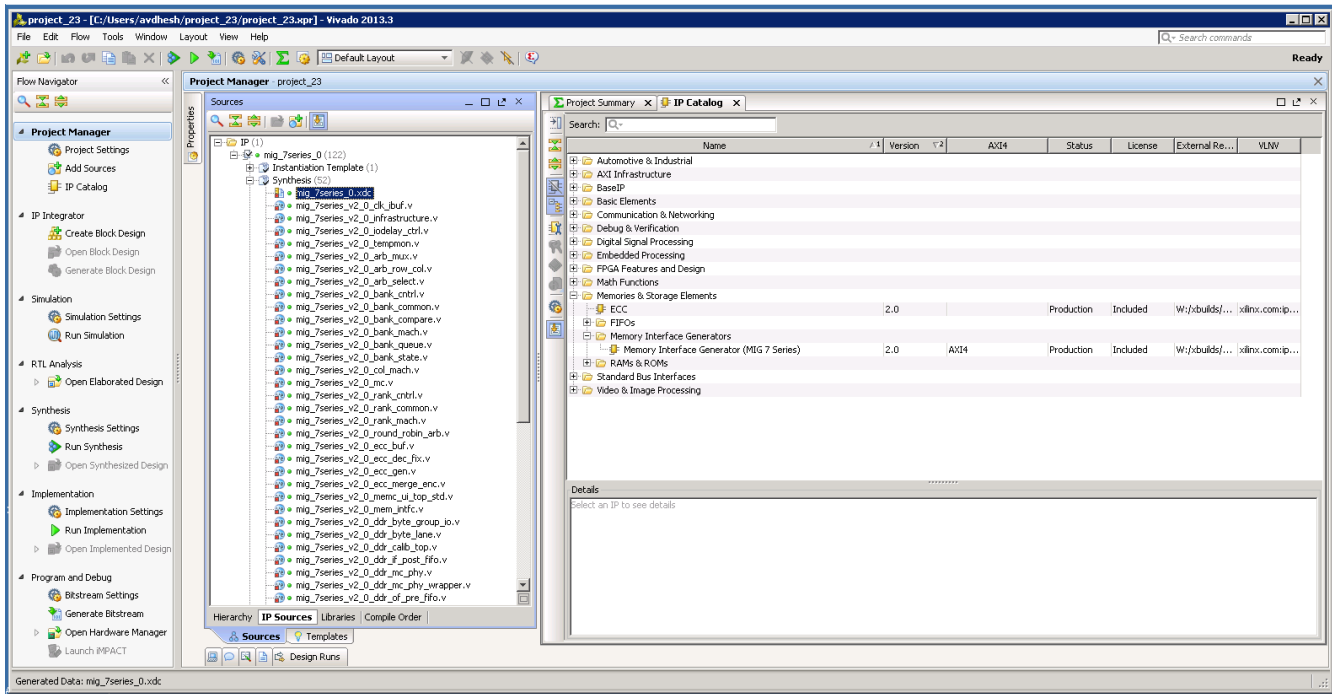 project_23 - [C:/Users/avdhesh/project_23/project_23.xpr] - Vivado 2013.3
File Edit Flow Tools Window Layout View Help
Search commands
Default Layout
Ready
Flow Navigator
Project Manager
Project Settings
Add Sources
IP Catalog
IP Integrator
Create Block Design
Open Block Design
Generate Block Design
Simulation
Simulation Settings
Run Simulation
RTL Analysis
Open Elaborated Design
Synthesis
Synthesis Settings
Run Synthesis
Open Synthesized Design
Implementation
Implementation Settings
Run Implementation
Open Implemented Design
Program and Debug
Bitstream Settings
Generate Bitstream
Open Hardware Manager
Launch iMPACT
Project Manager - project_23
Properties
Sources
IP (1)
mig_7series_0 (122)
Instantiation Template (1)
Synthesis (52)
mig_7series_0.xdc
mig_7series_v2_0_clk_ibuf.v
mig_7series_v2_0_infrastructure.v
mig_7series_v2_0_iodelay_ctrl.v
mig_7series_v2_0_tempmon.v
mig_7series_v2_0_arb_mux.v
mig_7series_v2_0_arb_row_col.v
mig_7series_v2_0_arb_select.v
mig_7series_v2_0_bank_cntrl.v
mig_7series_v2_0_bank_common.v
mig_7series_v2_0_bank_compare.v
mig_7series_v2_0_bank_mach.v
mig_7series_v2_0_bank_queue.v
mig_7series_v2_0_bank_state.v
mig_7series_v2_0_col_mach.v
mig_7series_v2_0_mc.v
mig_7series_v2_0_rank_cntrl.v
mig_7series_v2_0_rank_common.v
mig_7series_v2_0_rank_mach.v
mig_7series_v2_0_round_robin_arb.v
mig_7series_v2_0_ecc_buf.v
mig_7series_v2_0_ecc_dec_fix.v
mig_7series_v2_0_ecc_gen.v
mig_7series_v2_0_ecc_merge_enc.v
mig_7series_v2_0_memc_ui_top_std.v
mig_7series_v2_0_mem_intfc.v
mig_7series_v2_0_ddr_byte_group_io.v
mig_7series_v2_0_ddr_byte_lane.v
mig_7series_v2_0_ddr_calib_top.v
mig_7series_v2_0_ddr_if_post_fifo.v
mig_7series_v2_0_ddr_mc_phy.v
mig_7series_v2_0_ddr_mc_phy_wrapper.v
mig_7series_v2_0_ddr_of_pre_fifo.v
Hierarchy IP Sources Libraries Compile Order
Sources Templates
Design Runs
Project Summary IP Catalog
Search:
Name 1 Version 2 AXI4 Status License External Re... VLNV
Automotive & Industrial
AXI Infrastructure
BaseIP
Basic Elements
Communication & Networking
Debug & Verification
Digital Signal Processing
Embedded Processing
FPGA Features and Design
Math Functions
Memories & Storage Elements
ECC 2.0 Production Included W:/xbuilds/... xilinx.com:ip...
FIFOs
Memory Interface Generators
Memory Interface Generator (MIG 7 Series) 2.0 AXI4 Production Included W:/xbuilds/... xilinx.com:ip...
RAMs & ROMs
Standard Bus Interfaces
Video & Image Processing
Details
Select an IP to see details
Generated Data: mig_7series_0.xdc